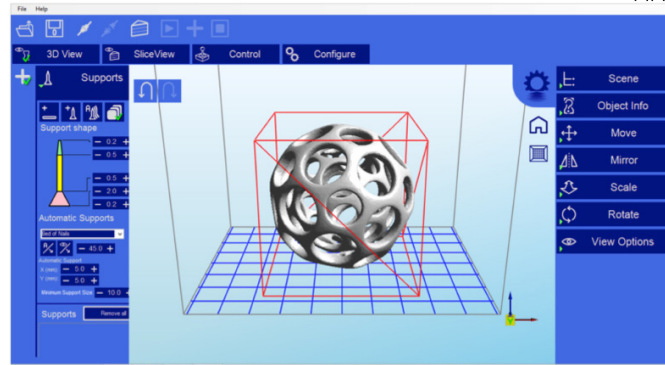 File Help
3D View SliceView Control Configure
Supports
Support shape
0.2
0.5
0.5
2.0
0.2
Automatic Supports
Bed of Nails
45.0
Automatic Support
X (mm) 5.0
Y (mm) 5.0
Minimum Support Size 10.0
Supports Remove all
Scene
Object Info
Move
Mirror
Scale
Rotate
View Options